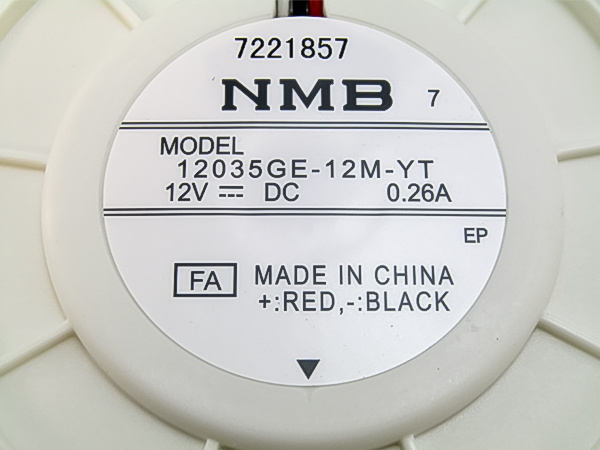 7221857
NMB 7
MODEL
12035GE-12M-YT
12V ⎓ DC 0.26A
EP
FA MADE IN CHINA
+:RED,-:BLACK